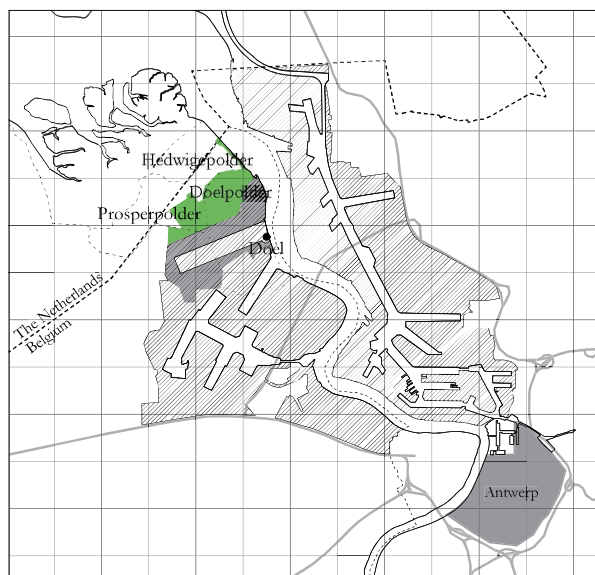 Hedwigepolder
Doelpolder
Prosperpolder
Doel
The Netherlands
Belgium
Antwerp